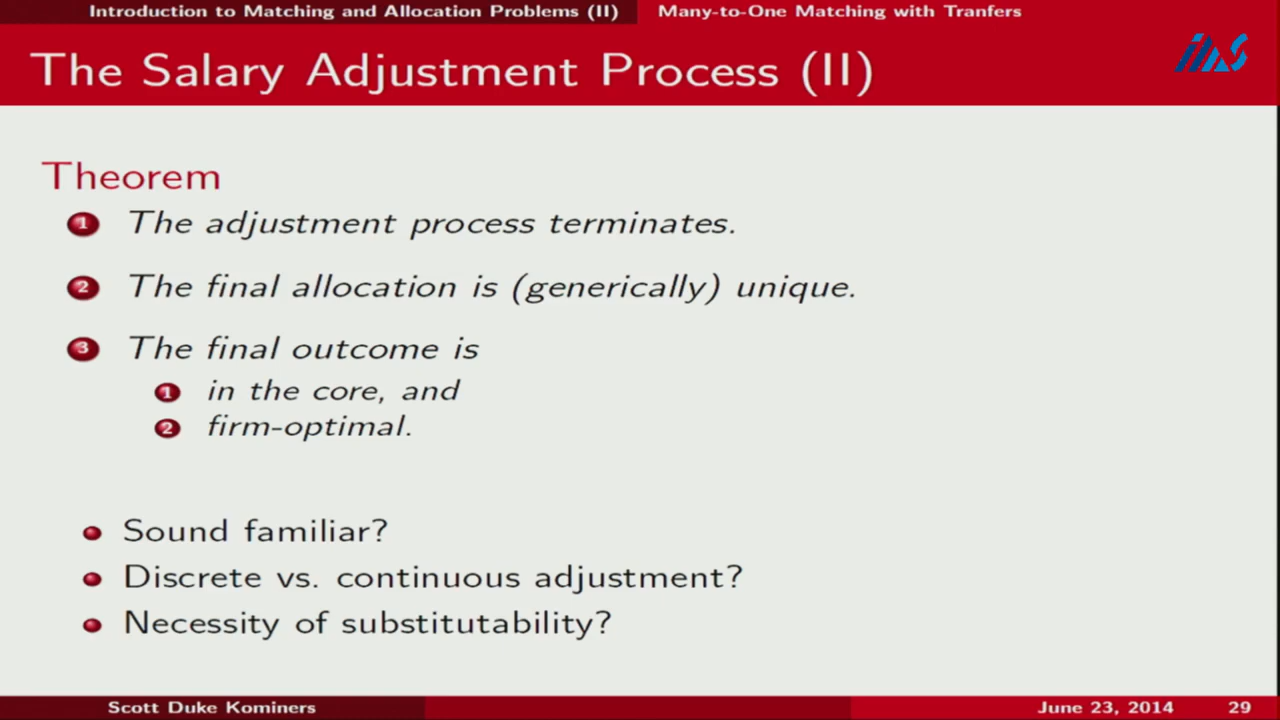 Introduction to Matching and Allocation Problems (II) Many-to-One Matching with Tranfers
ias
The Salary Adjustment Process (II)
Theorem
1 The adjustment process terminates.
2 The final allocation is (generically) unique.
3 The final outcome is
1 in the core, and
2 firm-optimal.
Sound familiar?
Discrete vs. continuous adjustment?
Necessity of substitutability?
Scott Duke Kominers June 23, 2014 29